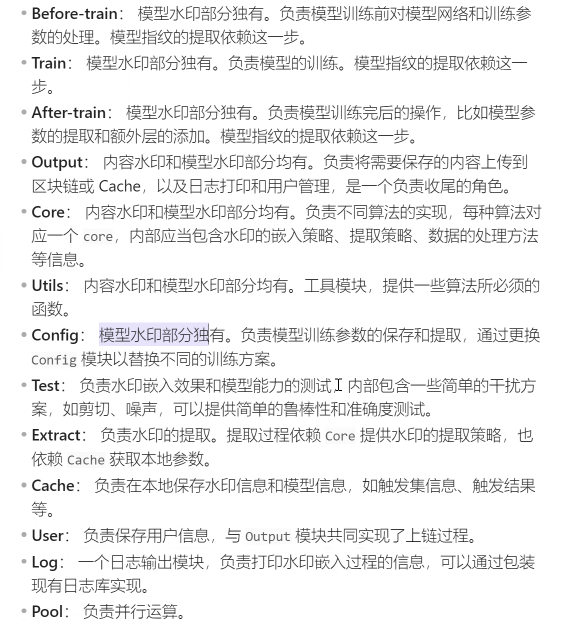 • Before-train： 模型水印部分独有。负责模型训练前对模型网络和训练参
数的处理。模型指纹的提取依赖这一步。
• Train： 模型水印部分独有。负责模型的训练。模型指纹的提取依赖这一
步。
• After-train： 模型水印部分独有。负责模型训练完后的操作，比如模型参
数的提取和额外层的添加。模型指纹的提取依赖这一步。
• Output： 内容水印和模型水印部分均有。负责将需要保存的内容上传到
区块链或 Cache，以及日志打印和用户管理，是一个负责收尾的角色。
• Core： 内容水印和模型水印部分均有。负责不同算法的实现，每种算法对
应一个 core，内部应当包含水印的嵌入策略、提取策略、数据的处理方法
等信息。
• Utils： 内容水印和模型水印部分均有。工具模块，提供一些算法所必须的
函数。
• Config： 模型水印部分独有。负责模型训练参数的保存和提取，通过更换
Config 模块以替换不同的训练方案。
• Test： 负责水印嵌入效果和模型能力的测试 内部包含一些简单的干扰方
案，如剪切、噪声，可以提供简单的鲁棒性和准确度测试。
• Extract： 负责水印的提取。提取过程依赖 Core 提供水印的提取策略，也
依赖 Cache 获取本地参数。
• Cache： 负责在本地保存水印信息和模型信息，如触发集信息、触发结果
等。
• User： 负责保存用户信息，与 Output 模块共同实现了上链过程。
• Log： 一个日志输出模块，负责打印水印嵌入过程的信息，可以通过包装
现有日志库实现。
• Pool： 负责并行运算。